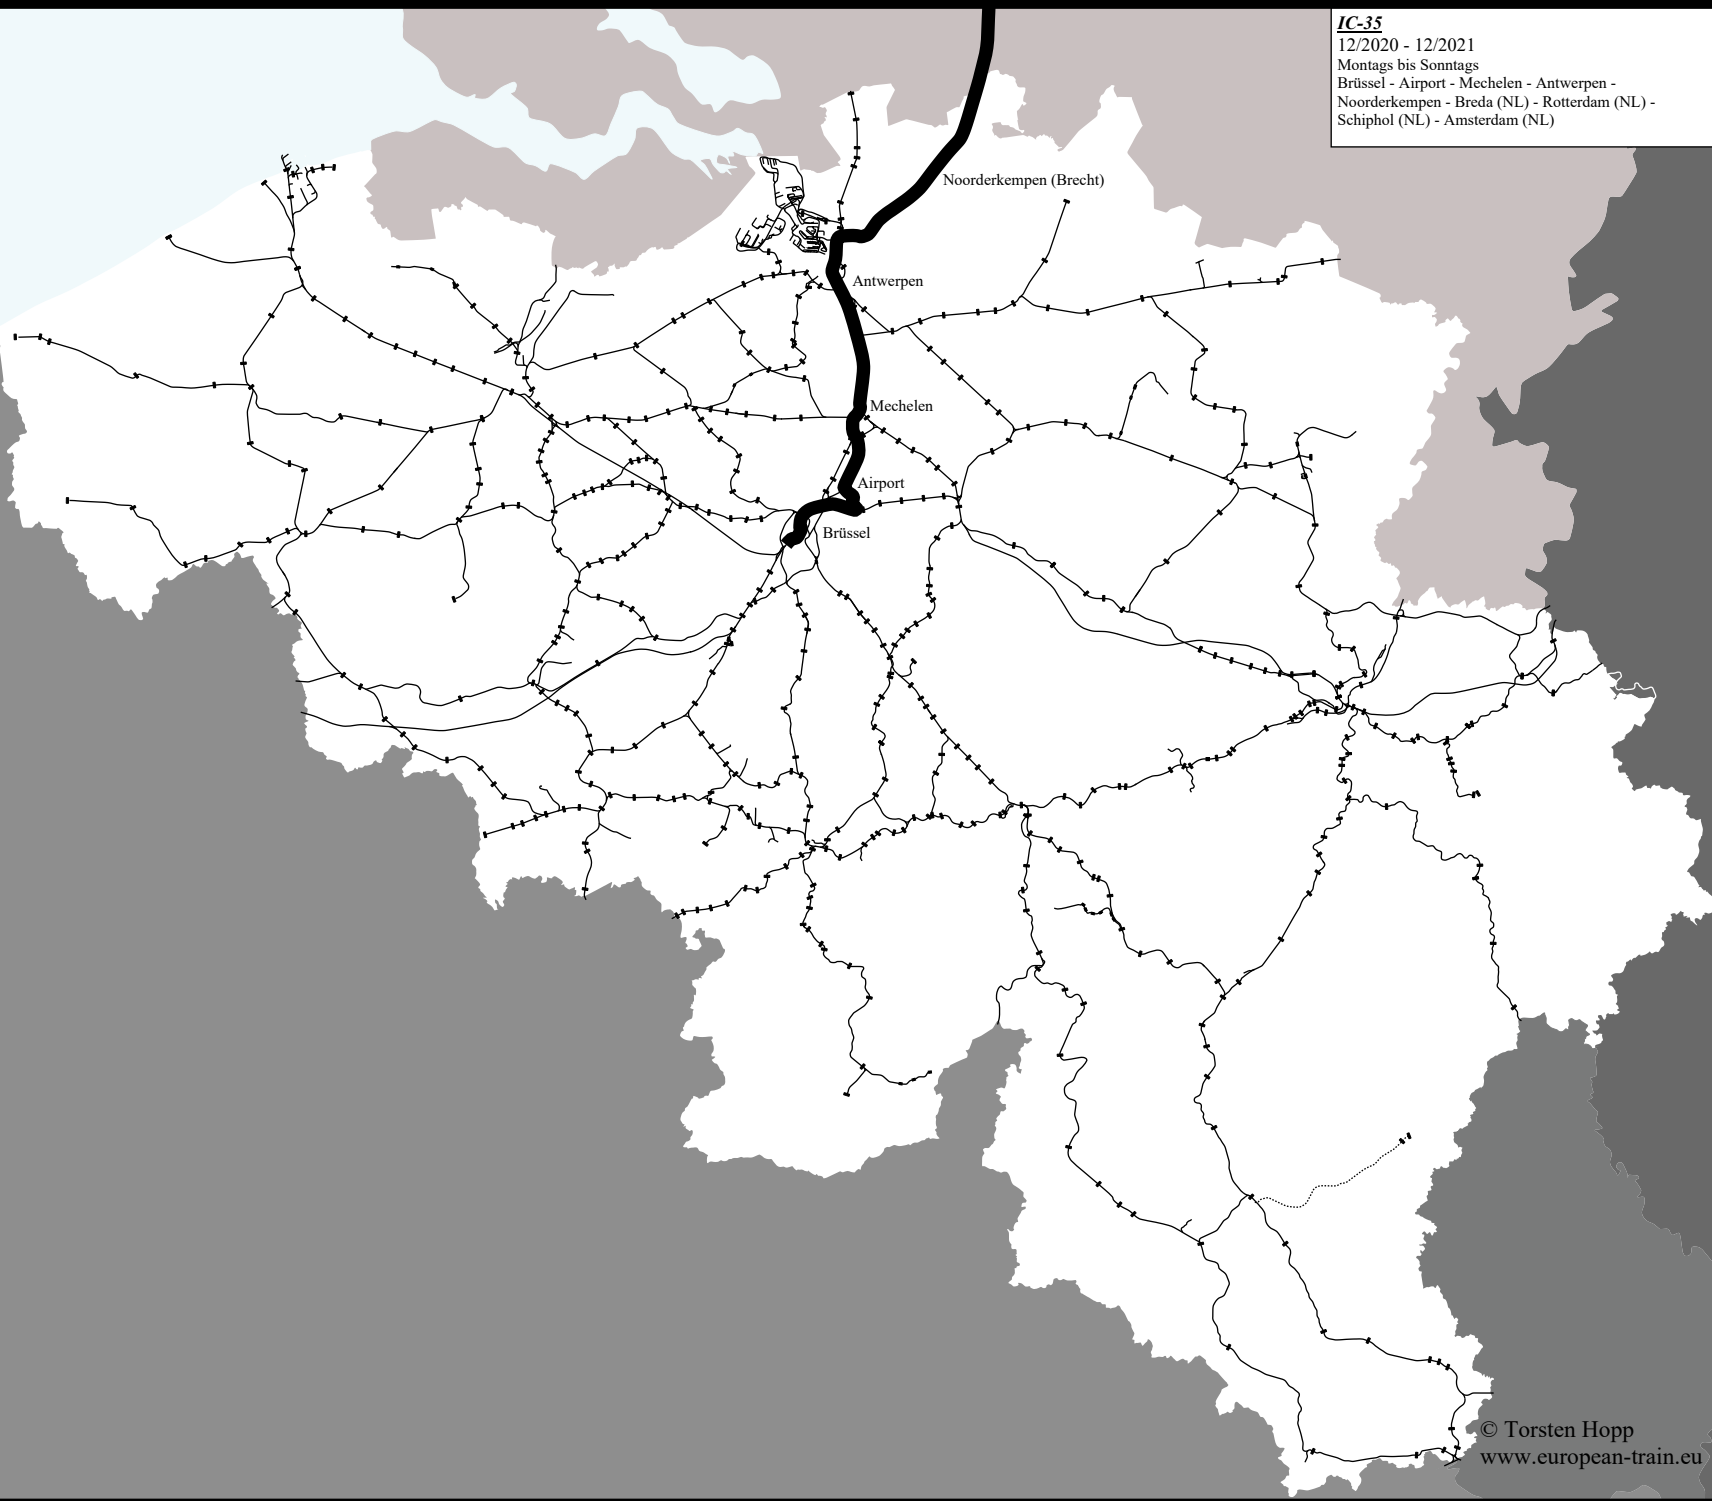 IC-35
12/2020 - 12/2021
Montags bis Sonntags
Brüssel - Airport - Mechelen - Antwerpen -
Noorderkempen - Breda (NL) - Rotterdam (NL) -
Schiphol (NL) - Amsterdam (NL)
Noorderkempen (Brecht)
Antwerpen
Mechelen
Airport
Brüssel
© Torsten Hopp
www.european-train.eu